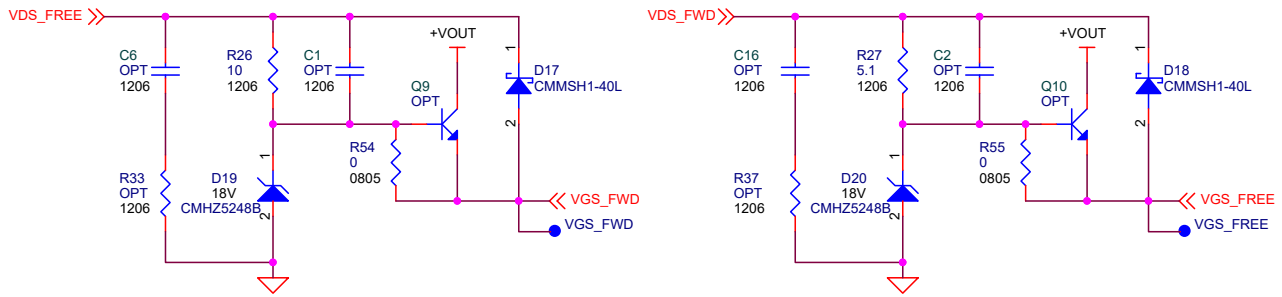 VDS_FREE
C6
OPT
1206
R26
10
1206
C1
OPT
1206
+VOUT
Q9
OPT
1
D17
CMMSH1-40L
2
R54
0
0805
R33
OPT
1206
1
D19
18V
CMHZ5248B
2
VGS_FWD
VGS_FWD
VDS_FWD
C16
OPT
1206
R27
5.1
1206
C2
OPT
1206
+VOUT
Q10
OPT
1
D18
CMMSH1-40L
2
R55
0
0805
R37
OPT
1206
1
D20
18V
CMHZ5248B
2
VGS_FREE
VGS_FREE